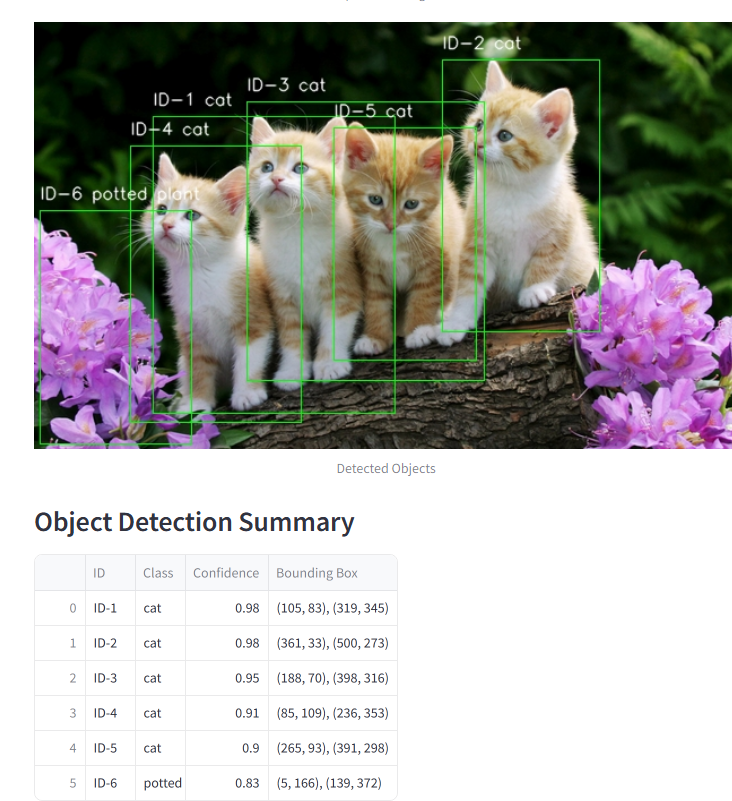 ID-2 cat
ID-3 cat
ID-1 cat
ID-5 cat
ID-4 cat
ID-6 potted plant
Detected Objects
Object Detection Summary
ID Class Confidence Bounding Box
0 ID-1 cat 0.98 (105, 83), (319, 345)
1 ID-2 cat 0.98 (361, 33), (500, 273)
2 ID-3 cat 0.95 (188, 70), (398, 316)
3 ID-4 cat 0.91 (85, 109), (236, 353)
4 ID-5 cat 0.9 (265, 93), (391, 298)
5 ID-6 potted 0.83 (5, 166), (139, 372)